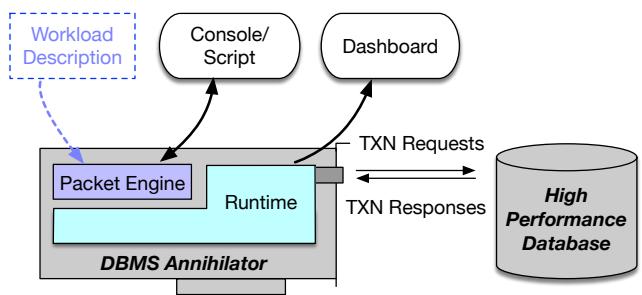 Workload
Description
Console/
Script
Dashboard
TXN Requests
Packet Engine
Runtime
TXN Responses
High
Performance
Database
DBMS Annihilator